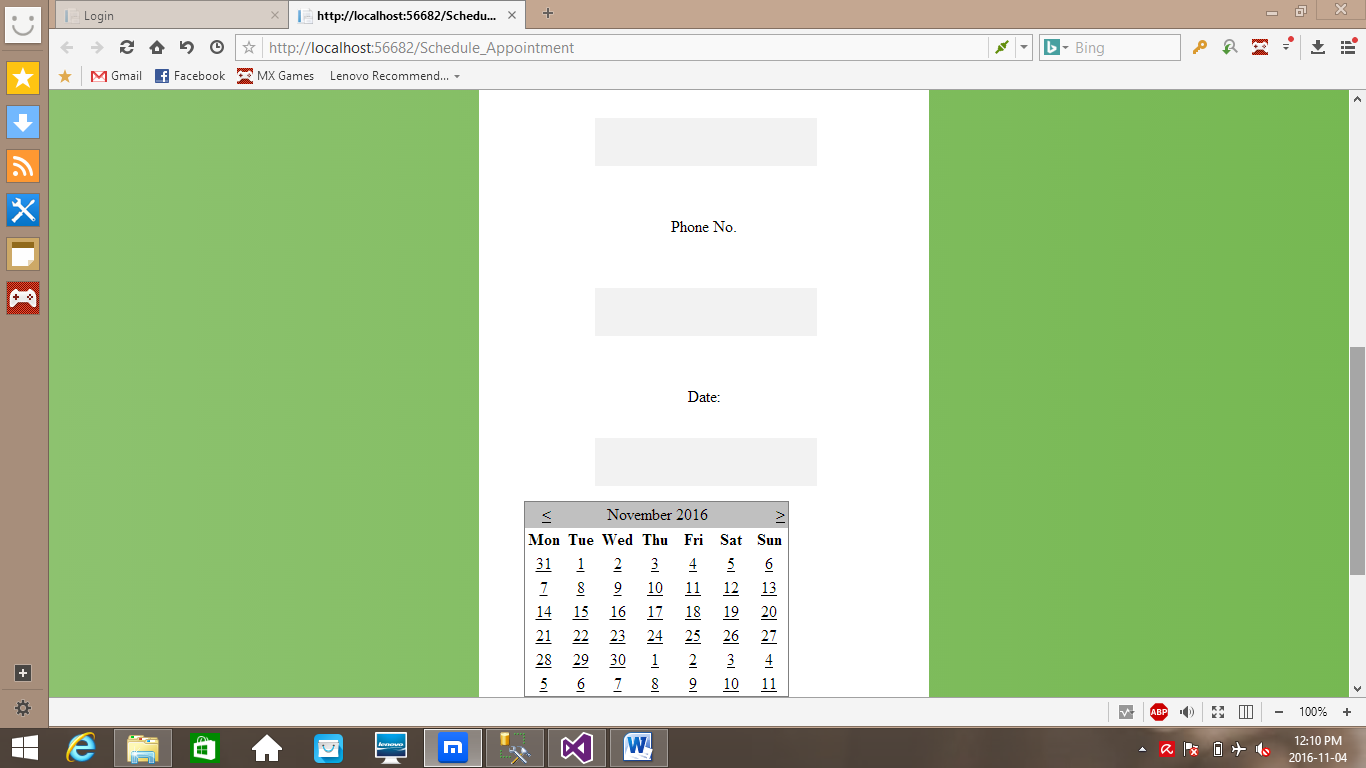 Login
http://localhost:56682/Schedu...
http://localhost:56682/Schedule_Appointment
Bing
Gmail Facebook MX Games Lenovo Recommend...
Phone No.
Date:
< November 2016 >
Mon Tue Wed Thu Fri Sat Sun
31 1 2 3 4 5 6
7 8 9 10 11 12 13
14 15 16 17 18 19 20
21 22 23 24 25 26 27
28 29 30 1 2 3 4
5 6 7 8 9 10 11
ABP 100%
lenovo
12:10 PM
2016-11-04